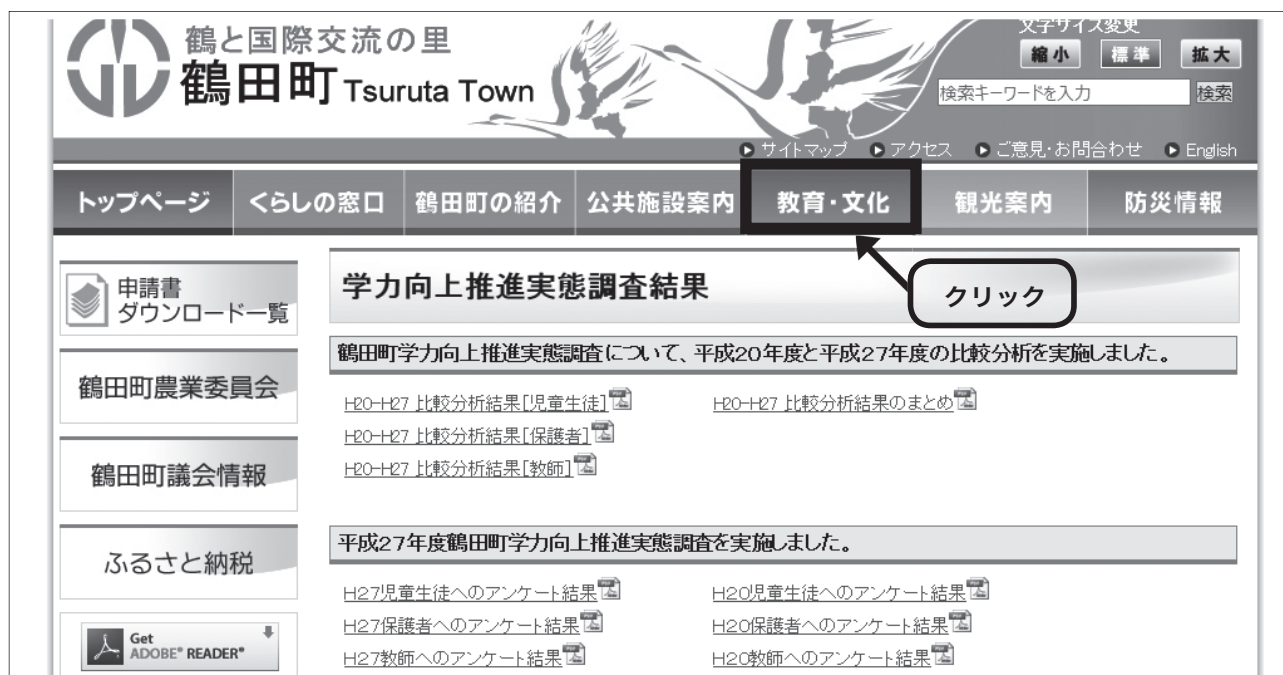 鶴と国際交流の里
鶴田町 Tsuruta Town
文字サイズ変更
縮小 標準 拡大
検索キーワードを入力 検索
サイトマップ アクセス ご意見・お問合わせ English
トップページ くらしの窓口 鶴田町の紹介 公共施設案内 教育・文化 観光案内 防災情報
クリック
申請書
ダウンロード一覧
鶴田町農業委員会
鶴田町議会情報
ふるさと納税
Get
ADOBE® READER®
学力向上推進実態調査結果
鶴田町学力向上推進実態調査について、平成20年度と平成27年度の比較分析を実施しました。
H20-H27 比較分析結果[児童生徒] H20-H27 比較分析結果のまとめ
H20-H27 比較分析結果[保護者]
H20-H27 比較分析結果[教師]
平成27年度鶴田町学力向上推進実態調査を実施しました。
H27児童生徒へのアンケート結果 H20児童生徒へのアンケート結果
H27保護者へのアンケート結果 H20保護者へのアンケート結果
H27教師へのアンケート結果 H20教師へのアンケート結果